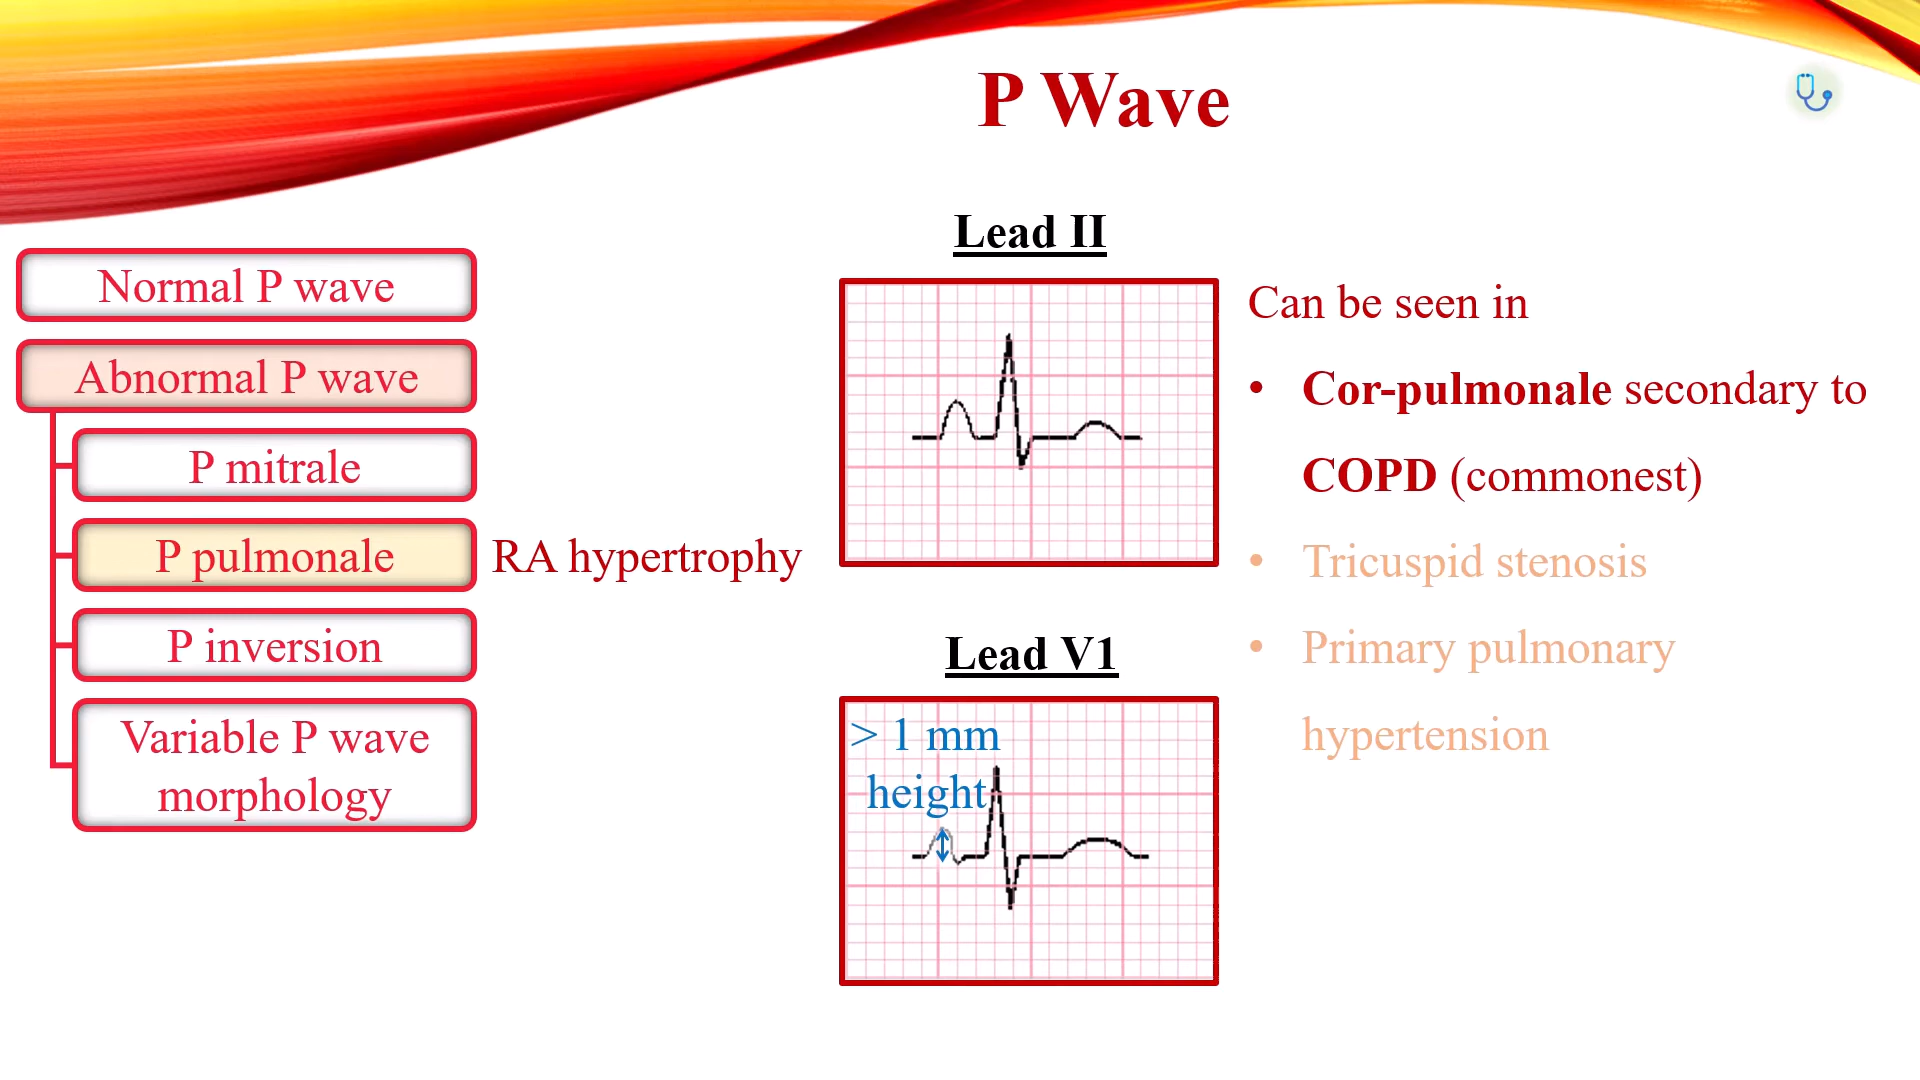 P Wave
Normal P wave
Abnormal P wave
P mitrale
P pulmonale
RA hypertrophy
P inversion
Variable P wave
morphology
Lead II
Lead V1
> 1 mm
height
Can be seen in
• Cor-pulmonale secondary to
COPD (commonest)
• Tricuspid stenosis
• Primary pulmonary
hypertension